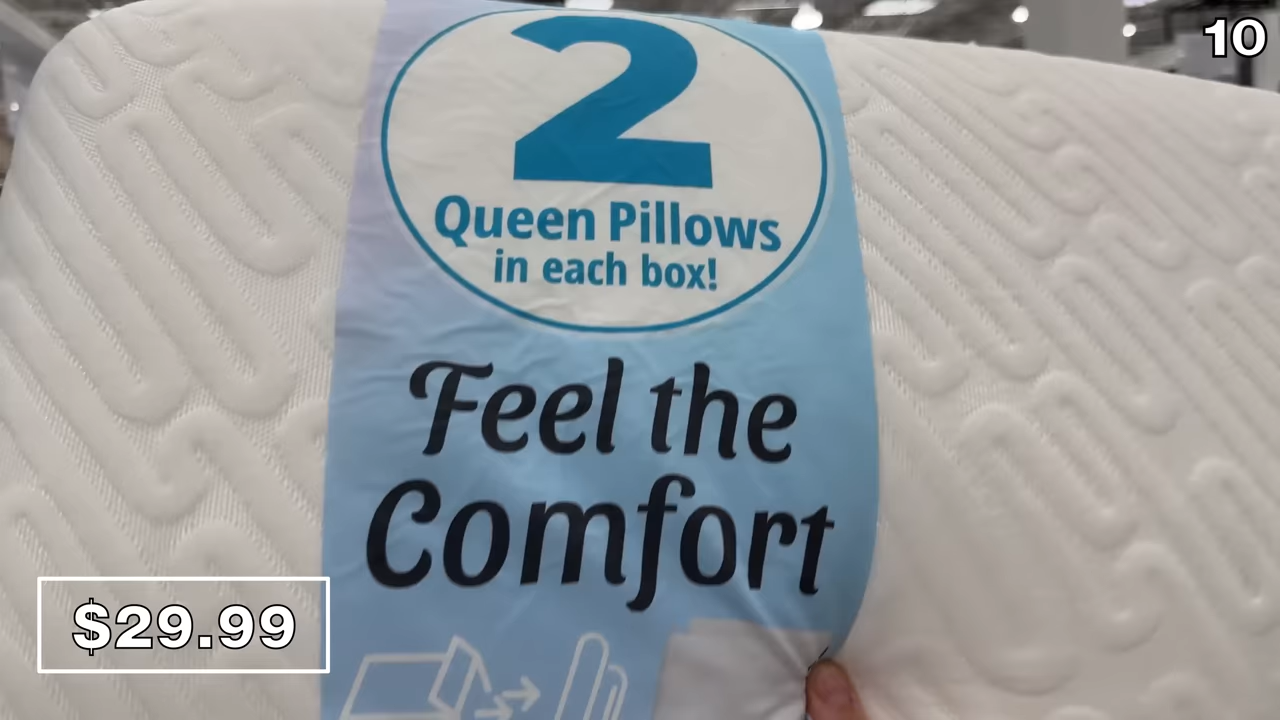 10
2
Queen Pillows
in each box!
Feel the
Comfort
$29.99